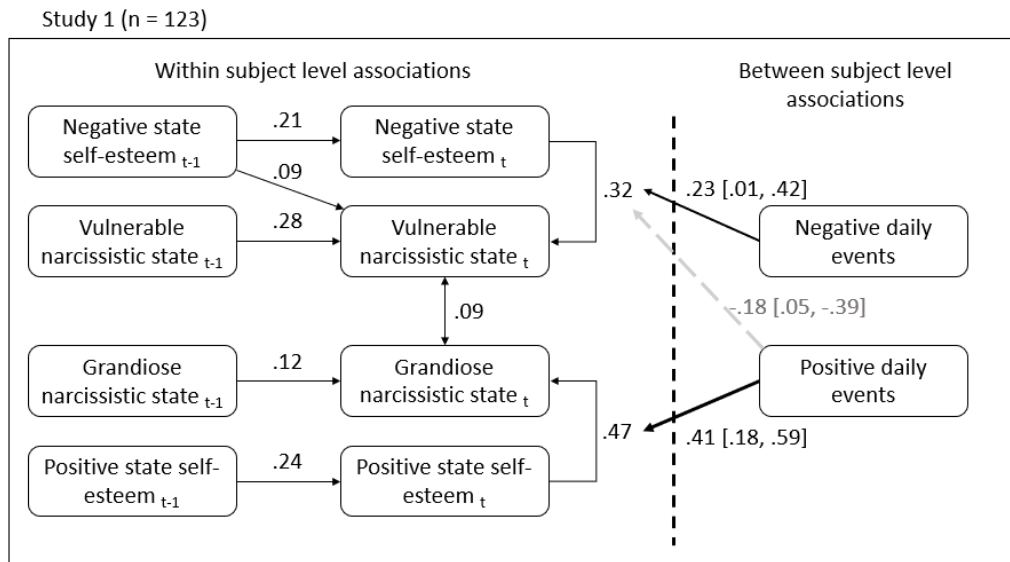 Study 1 (n = 123)
Within subject level associations
Between subject level
associations
Negative state
self-esteem t-1
.21
Negative state
self-esteem t
.09
.32
.23 [.01, .42]
Vulnerable
narcissistic state t-1
.28
Vulnerable
narcissistic state t
Negative daily
events
.09
-.18 [.05, -.39]
Grandiose
narcissistic state t-1
.12
Grandiose
narcissistic state t
Positive daily
events
.47
.41 [.18, .59]
Positive state self-
esteem t-1
.24
Positive state self-
esteem t